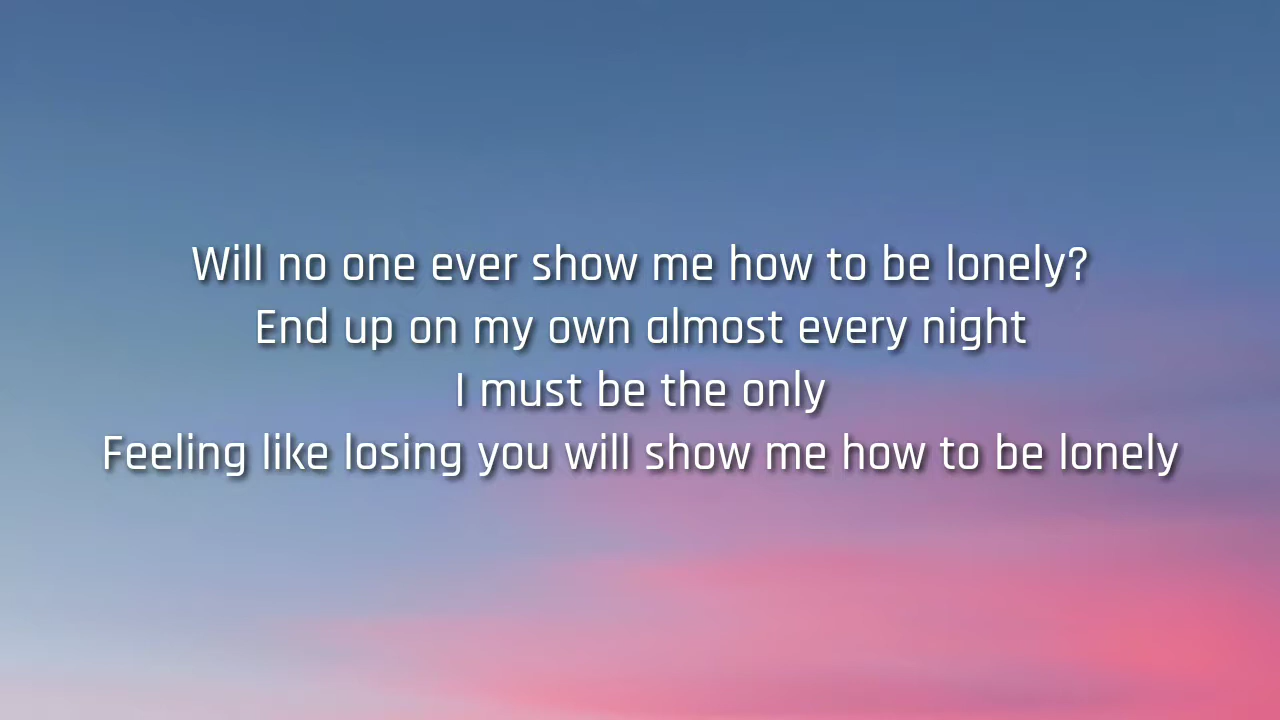 Will no one ever show me how to be lonely?
End up on my own almost every night
I must be the only
Feeling like losing you will show me how to be lonely